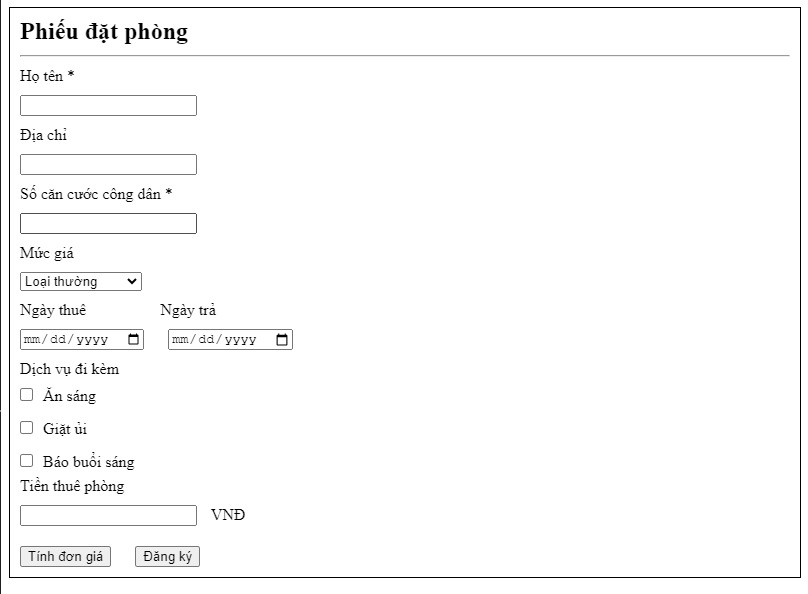 Phiếu đặt phòng
Họ tên *
Địa chỉ
Số căn cước công dân *
Mức giá
Loại thường
Ngày thuê Ngày trả
mm/dd/yyyy mm/dd/yyyy
Dịch vụ đi kèm
Ăn sáng
Giặt ủi
Báo buổi sáng
Tiền thuê phòng
VNĐ
Tính đơn giá Đăng ký